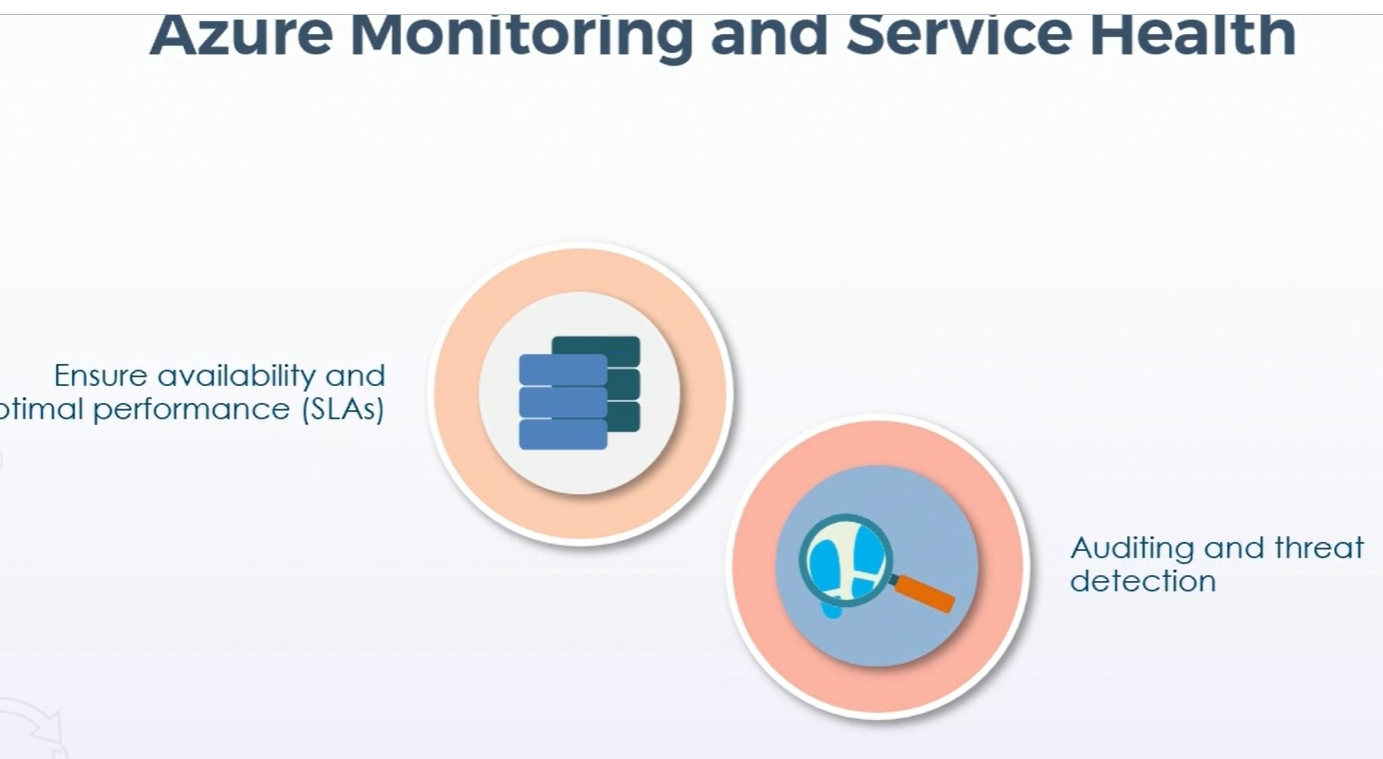 Azure Monitoring and Service Health
Ensure availability and
performance (SLAs)
Auditing and threat
detection